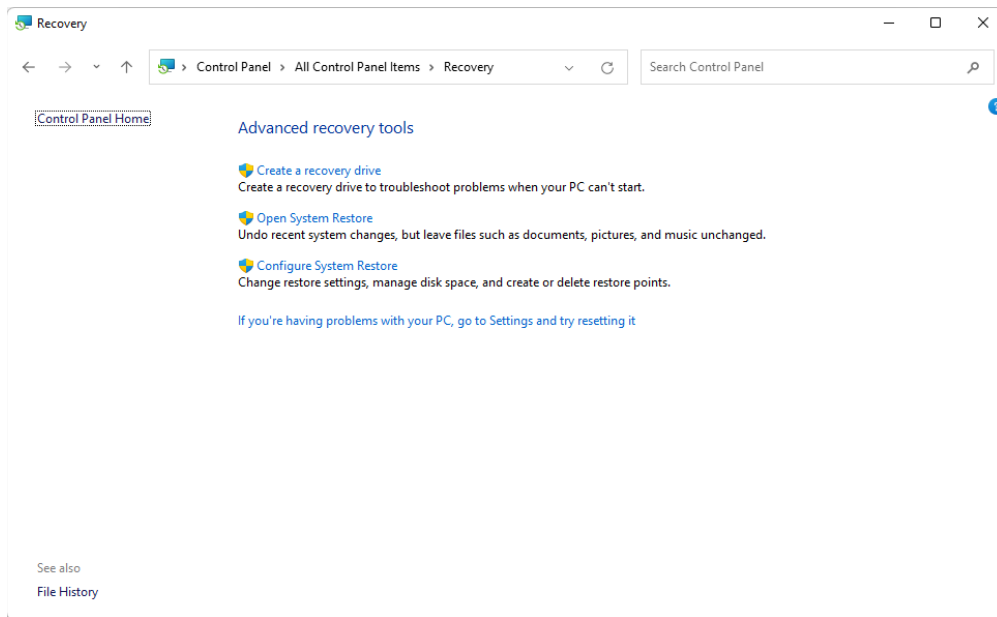 Recovery
Control Panel > All Control Panel Items > Recovery
Search Control Panel
Control Panel Home
Advanced recovery tools
Create a recovery drive
Create a recovery drive to troubleshoot problems when your PC can't start.
Open System Restore
Undo recent system changes, but leave files such as documents, pictures, and music unchanged.
Configure System Restore
Change restore settings, manage disk space, and create or delete restore points.
If you're having problems with your PC, go to Settings and try resetting it
See also
File History